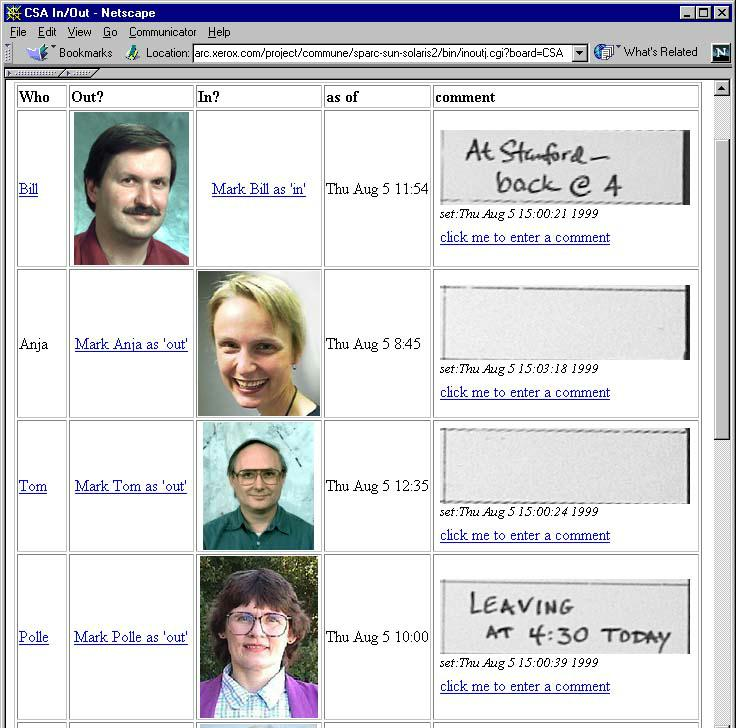 CSA In/Out - Netscape
File Edit View Go Communicator Help
Bookmarks Location: arc.xerox.com/project/commune/sparc-sun-solaris2/bin/inoutj.cgi?board=CSA What's Related N
Who Out? In? as of comment
At Stanford—
back @ 4
Bill Mark Bill as 'in' Thu Aug 5 11:54
set:Thu Aug 5 15:00:21 1999
click me to enter a comment
Anja Mark Anja as 'out' Thu Aug 5 8:45
set:Thu Aug 5 15:03:18 1999
click me to enter a comment
Tom Mark Tom as 'out' Thu Aug 5 12:35
set:Thu Aug 5 15:00:24 1999
click me to enter a comment
LEAVING
AT 4:30 TODAY
Polle Mark Polle as 'out' Thu Aug 5 10:00
set:Thu Aug 5 15:00:39 1999
click me to enter a comment